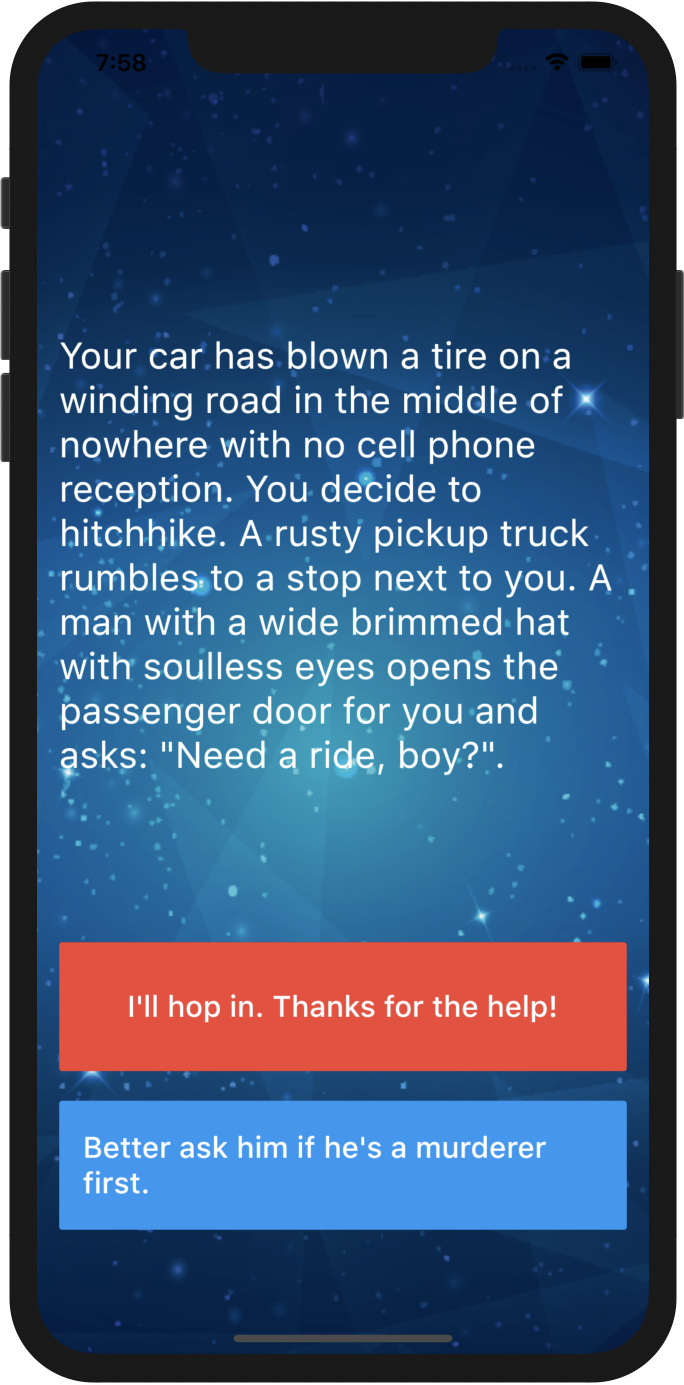 7:58
Your car has blown a tire on a
winding road in the middle of
nowhere with no cell phone
reception. You decide to
hitchhike. A rusty pickup truck
rumbles to a stop next to you. A
man with a wide brimmed hat
with soulless eyes opens the
passenger door for you and
asks: "Need a ride, boy?".
I'll hop in. Thanks for the help!
Better ask him if he's a murderer
first.